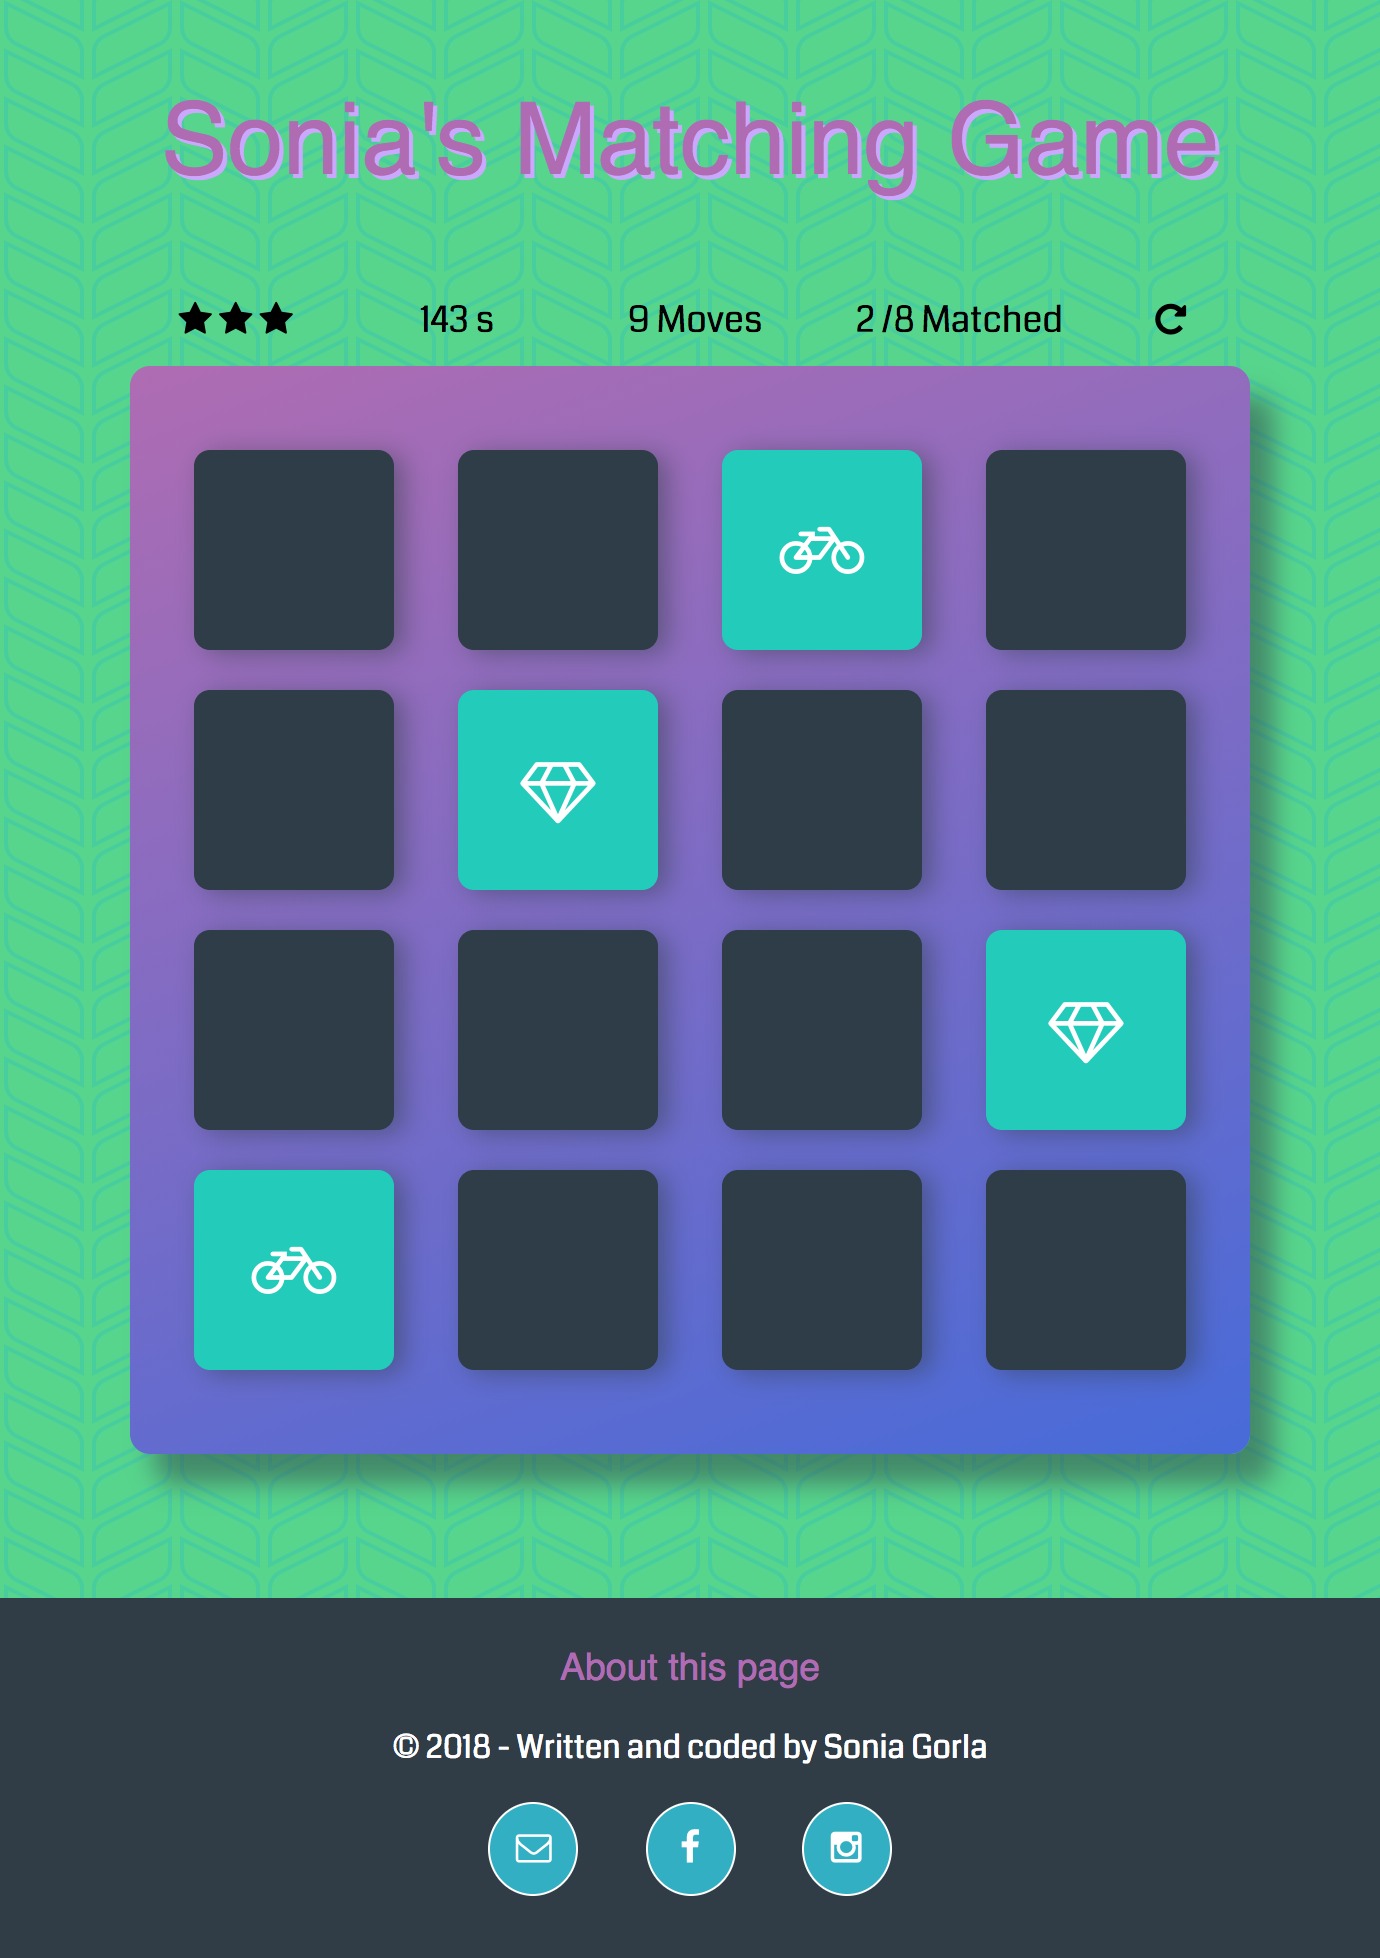 Sonia's Matching Game
143 s 9 Moves 2 /8 Matched
About this page
© 2018 - Written and coded by Sonia Gorla